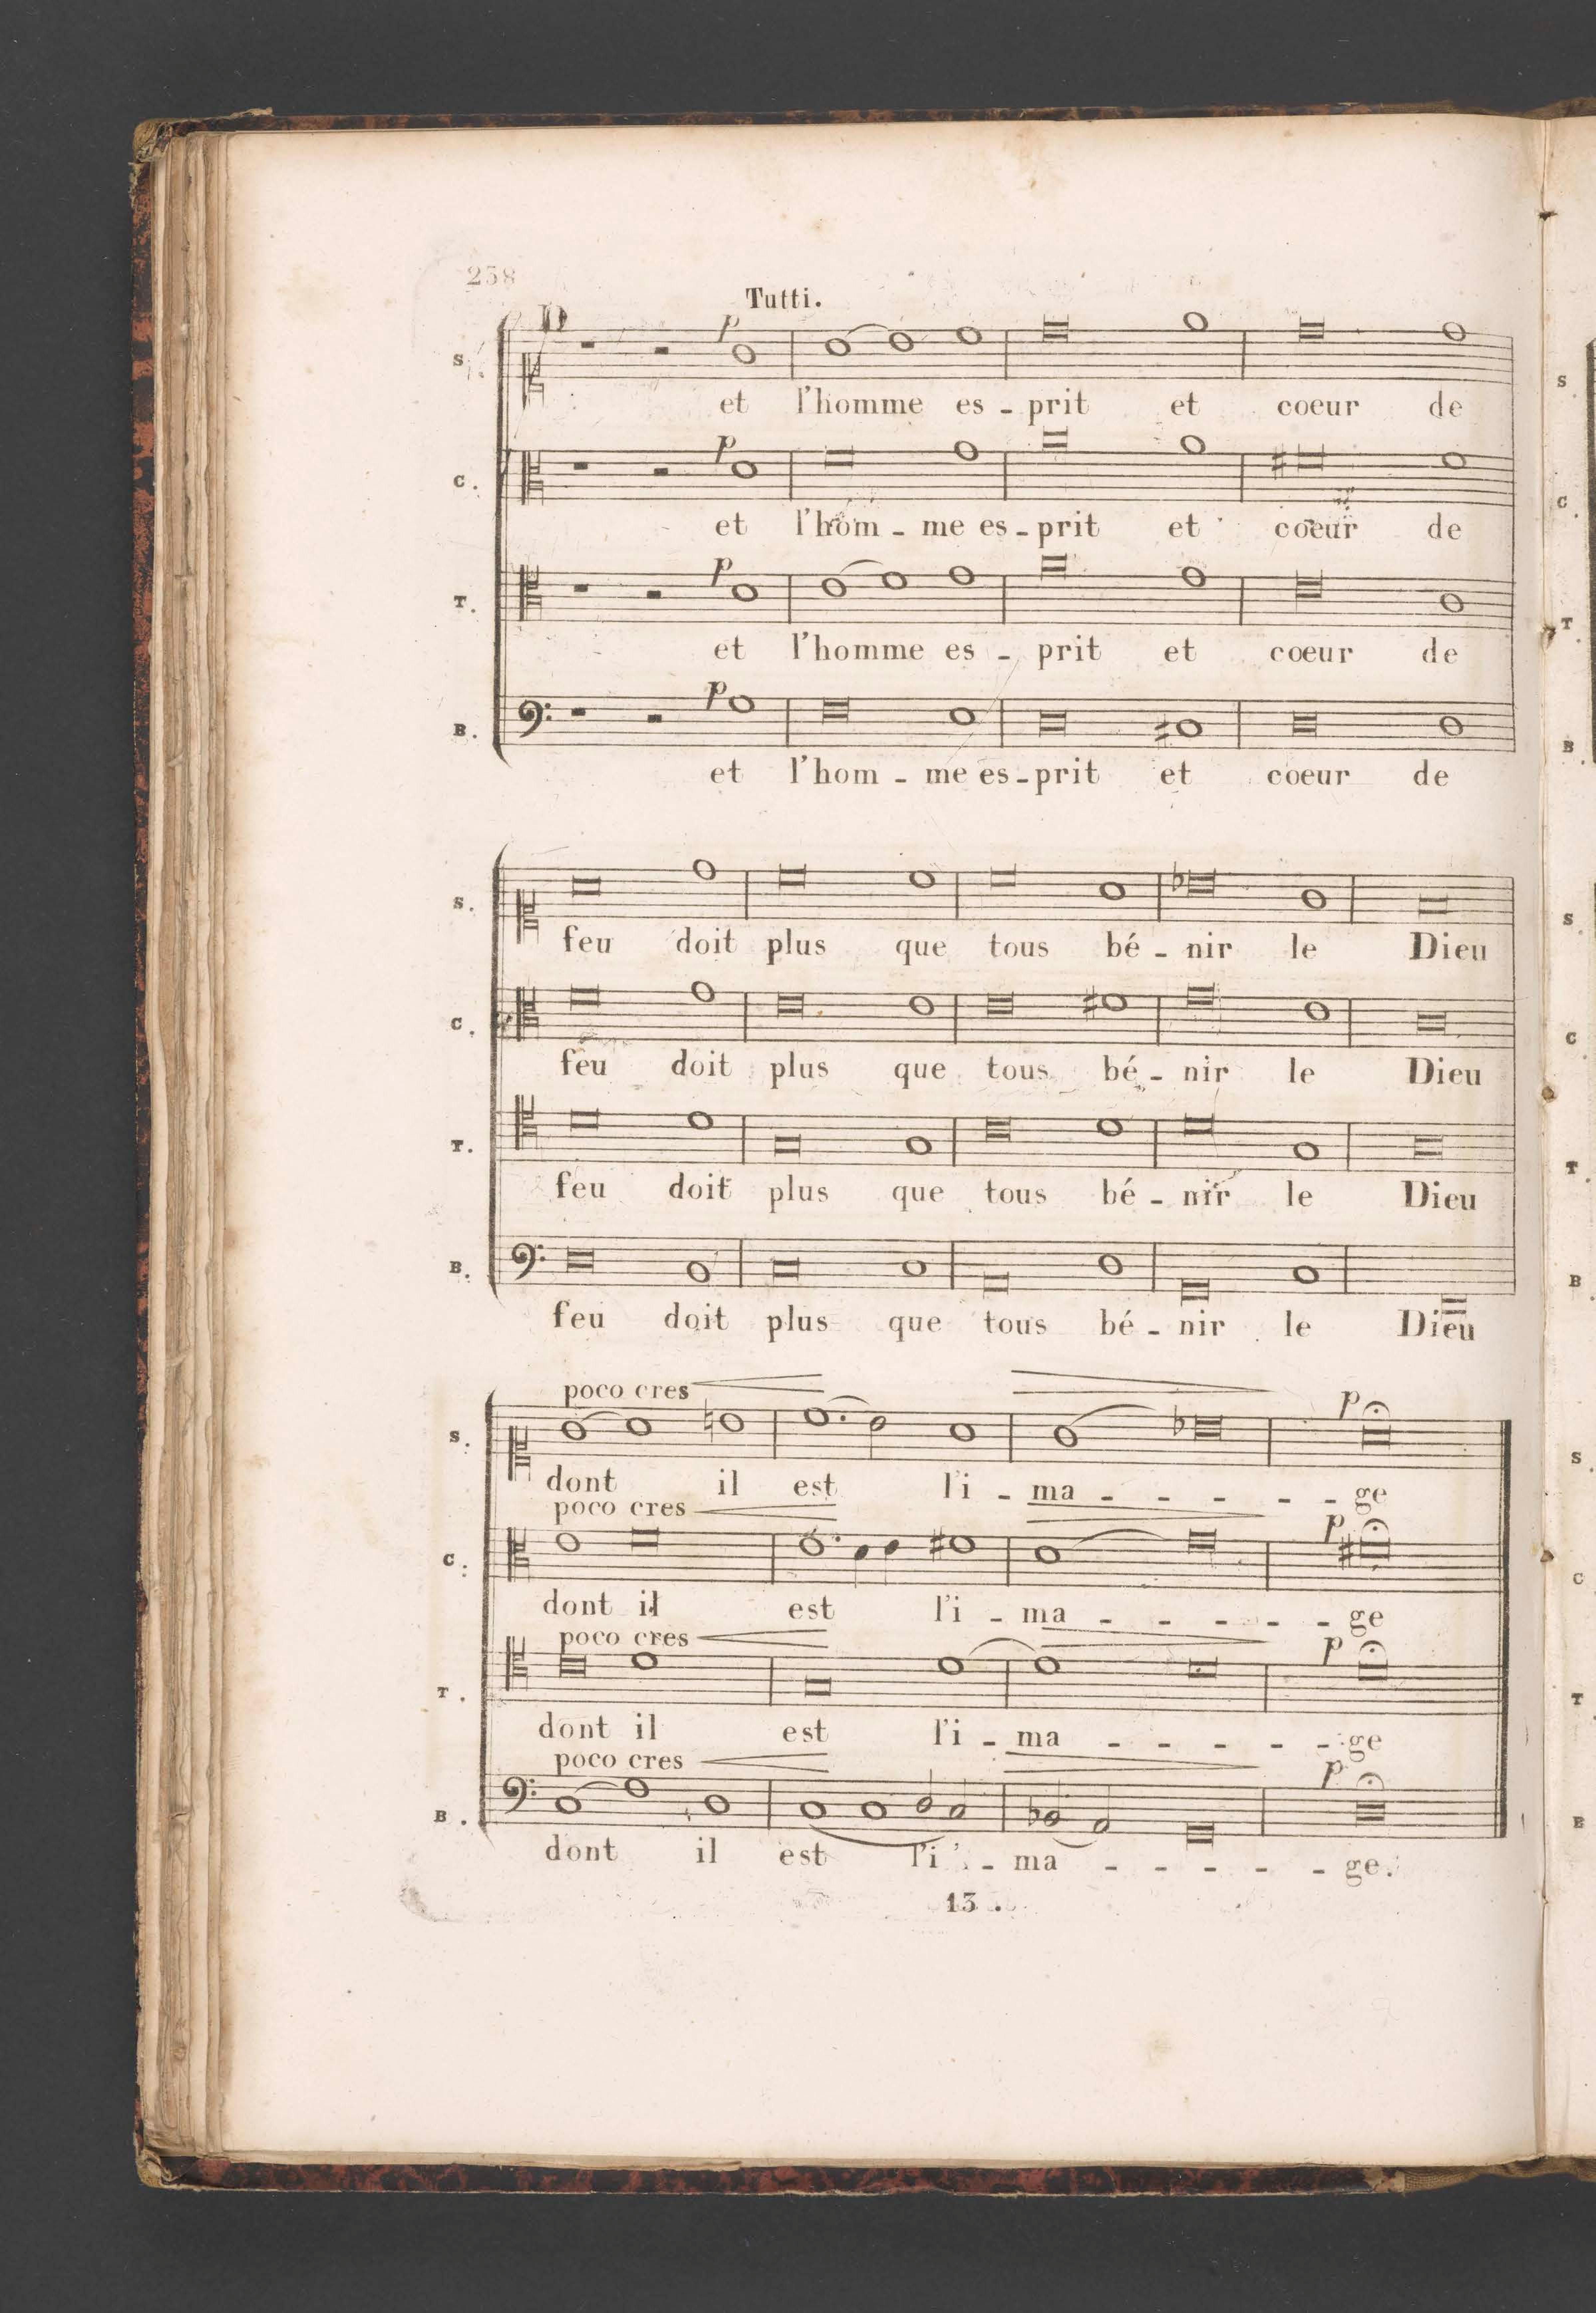 238
Tutti.
D
p
S.
et l'homme es - prit et coeur de
p
C.
et l'hom - me es - prit et coeur de
p
T.
et l'homme es - prit et coeur de
p
B.
et l'hom - me es - prit et coeur de
S.
feu doit plus que tous bé - nir le Dieu
C.
feu doit plus que tous bé - nir le Dieu
T.
feu doit plus que tous bé - nir le Dieu
B.
feu doit plus que tous bé - nir le Dieu
poco cres p
S.
dont il est l'i - ma - - - - - ge
poco cres p
C.
dont il est l'i - ma - - - - - ge
poco cres p
T.
dont il est l'i - ma - - - - - ge
poco cres p
B.
dont il est l'i - ma - - - - - ge.
13.
S
C.
T.
B.
S.
C.
T.
B.
S.
C
T
B